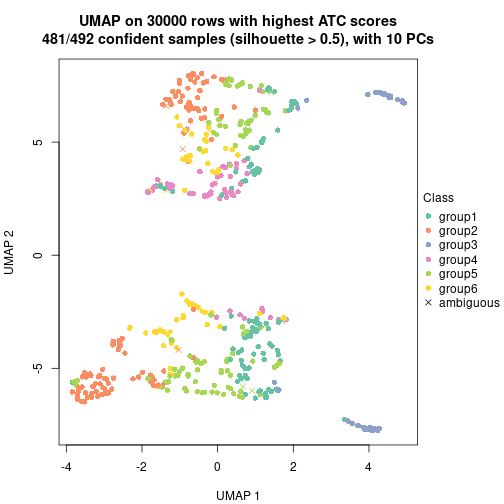 UMAP on 30000 rows with highest ATC scores
481/492 confident samples (silhouette > 0.5), with 10 PCs
UMAP 2
5
0
-5
-4
-2
0
2
4
UMAP 1
Class
group1
group2
group3
group4
group5
group6
ambiguous